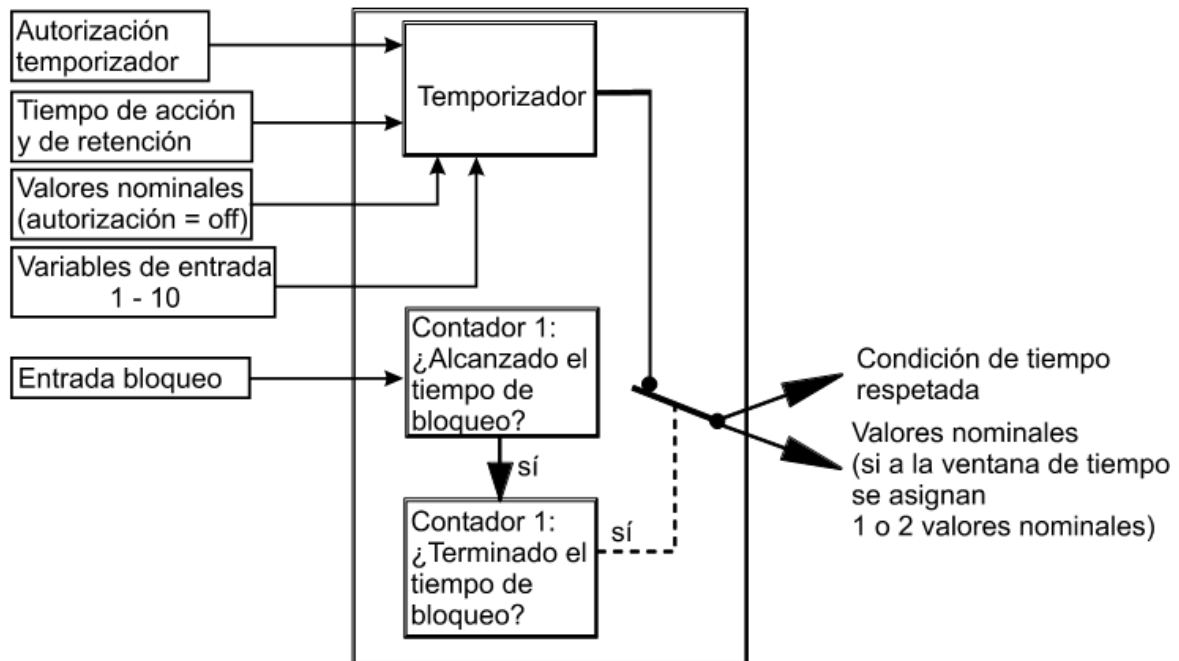 Autorización
temporizador
Tiempo de acción
y de retención
Valores nominales
(autorización = off)
Variables de entrada
1 - 10
Entrada bloqueo
Temporizador
Contador 1:
¿Alcanzado el
tiempo de
bloqueo?
sí
Contador 1:
¿Terminado el
tiempo de
bloqueo?
sí
Condición de tiempo
respetada
Valores nominales
(si a la ventana de tiempo
se asignan
1 o 2 valores nominales)